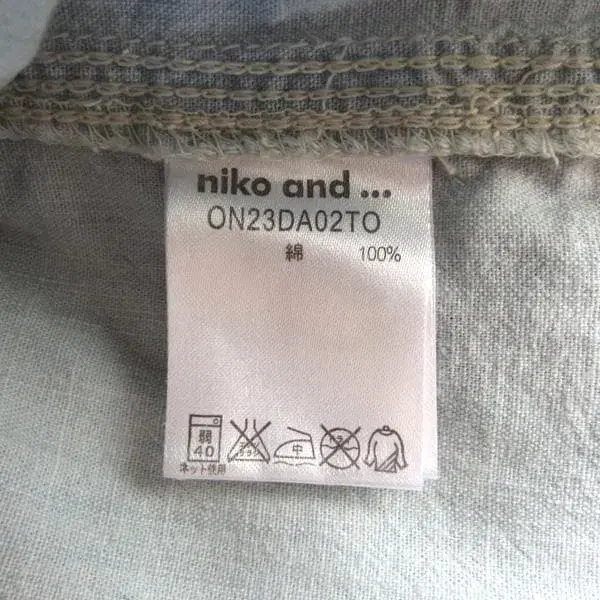 niko and ...
ON23DA02TO
綿 100%
弱
40
中
ネット使用